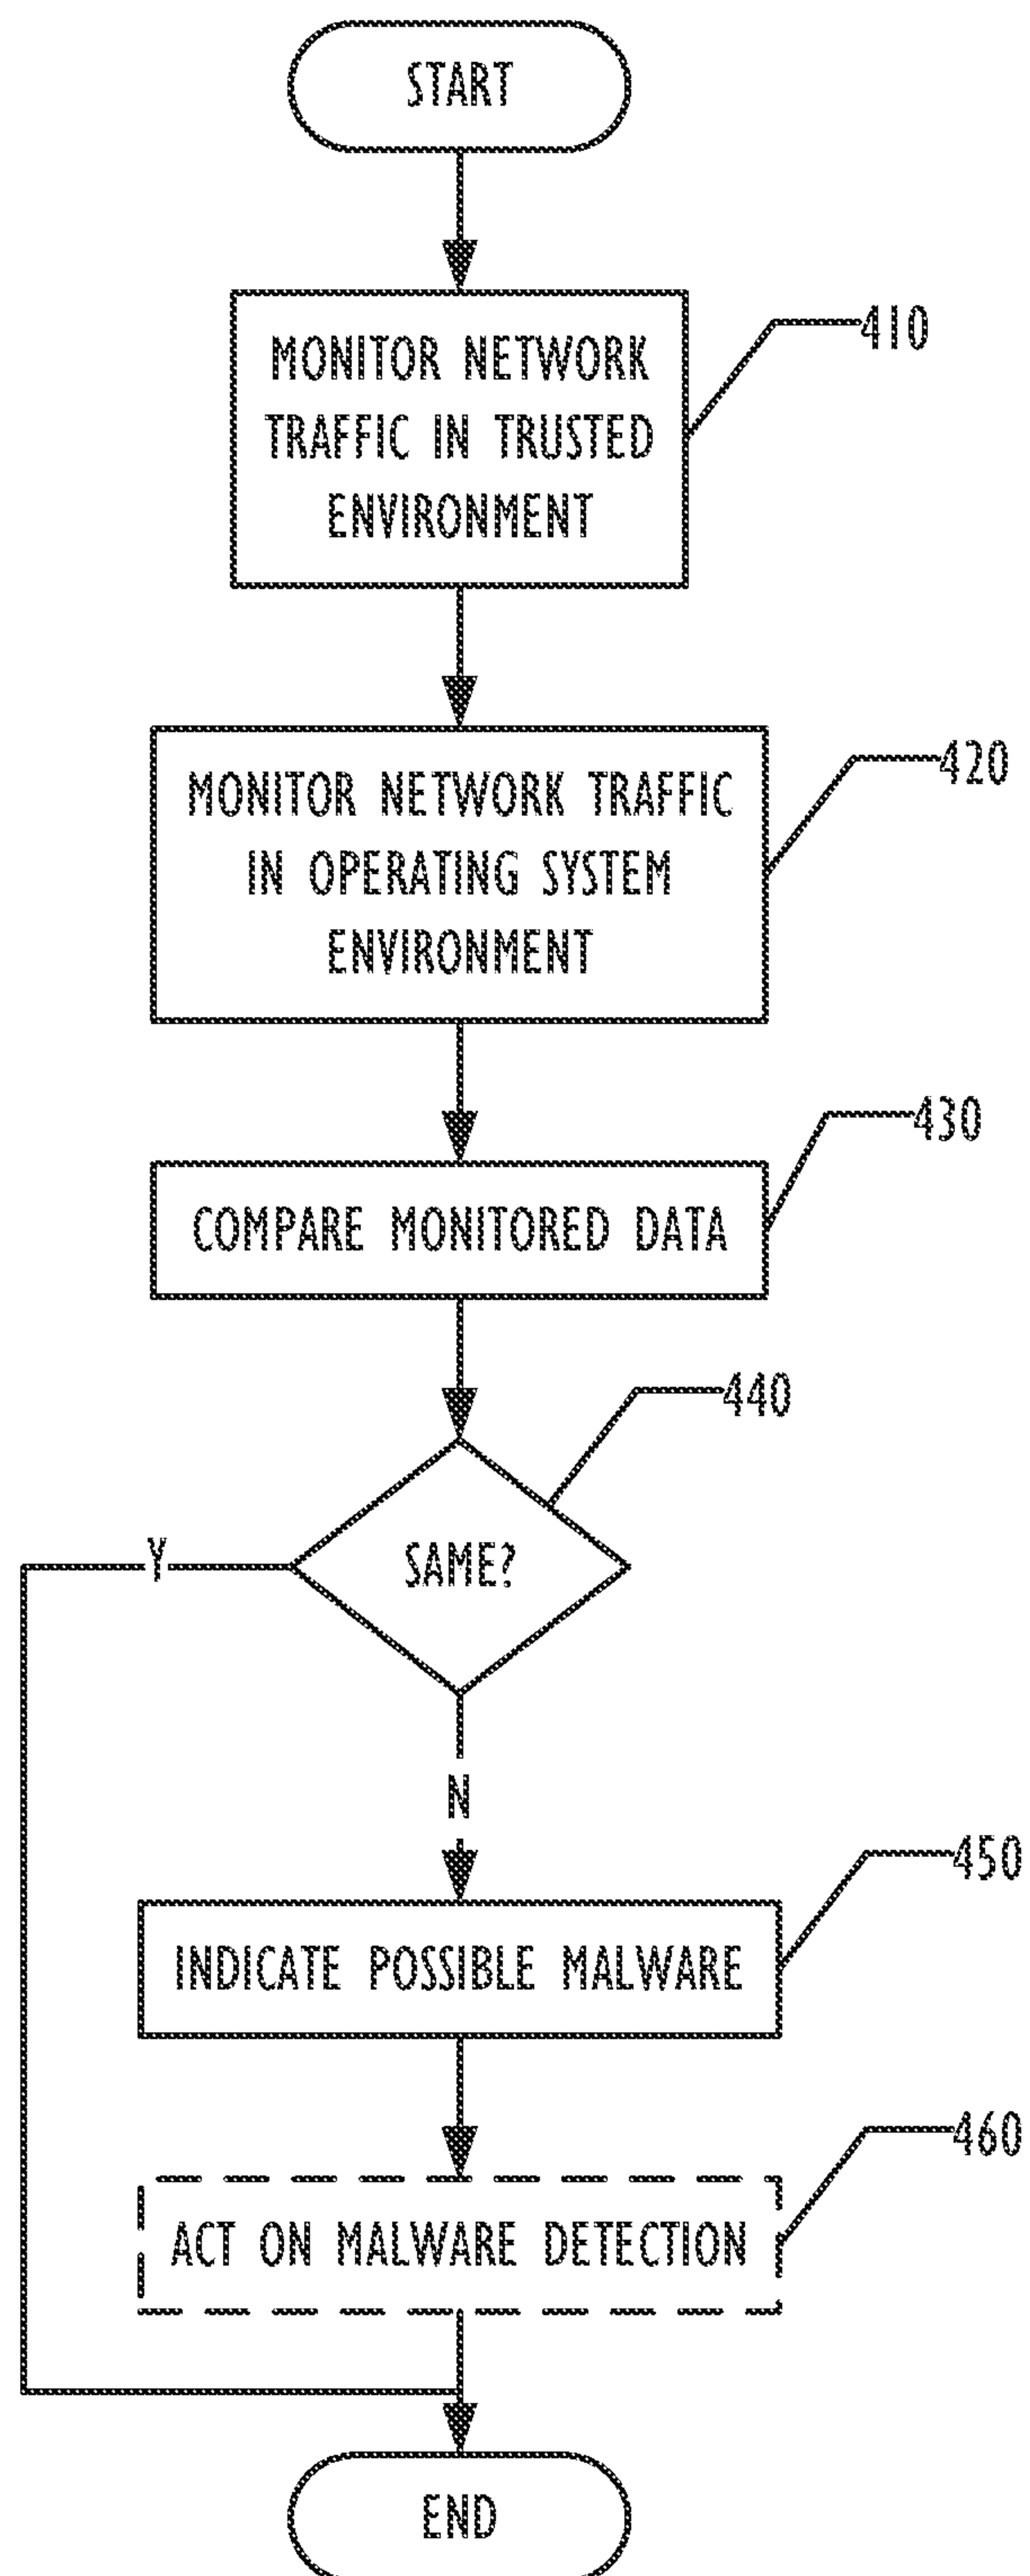 START
MONITOR NETWORK
TRAFFIC IN TRUSTED
ENVIRONMENT
410
MONITOR NETWORK TRAFFIC
IN OPERATING SYSTEM
ENVIRONMENT
420
COMPARE MONITORED DATA
430
SAME?
440
Y
N
INDICATE POSSIBLE MALWARE
450
ACT ON MALWARE DETECTION
460
END